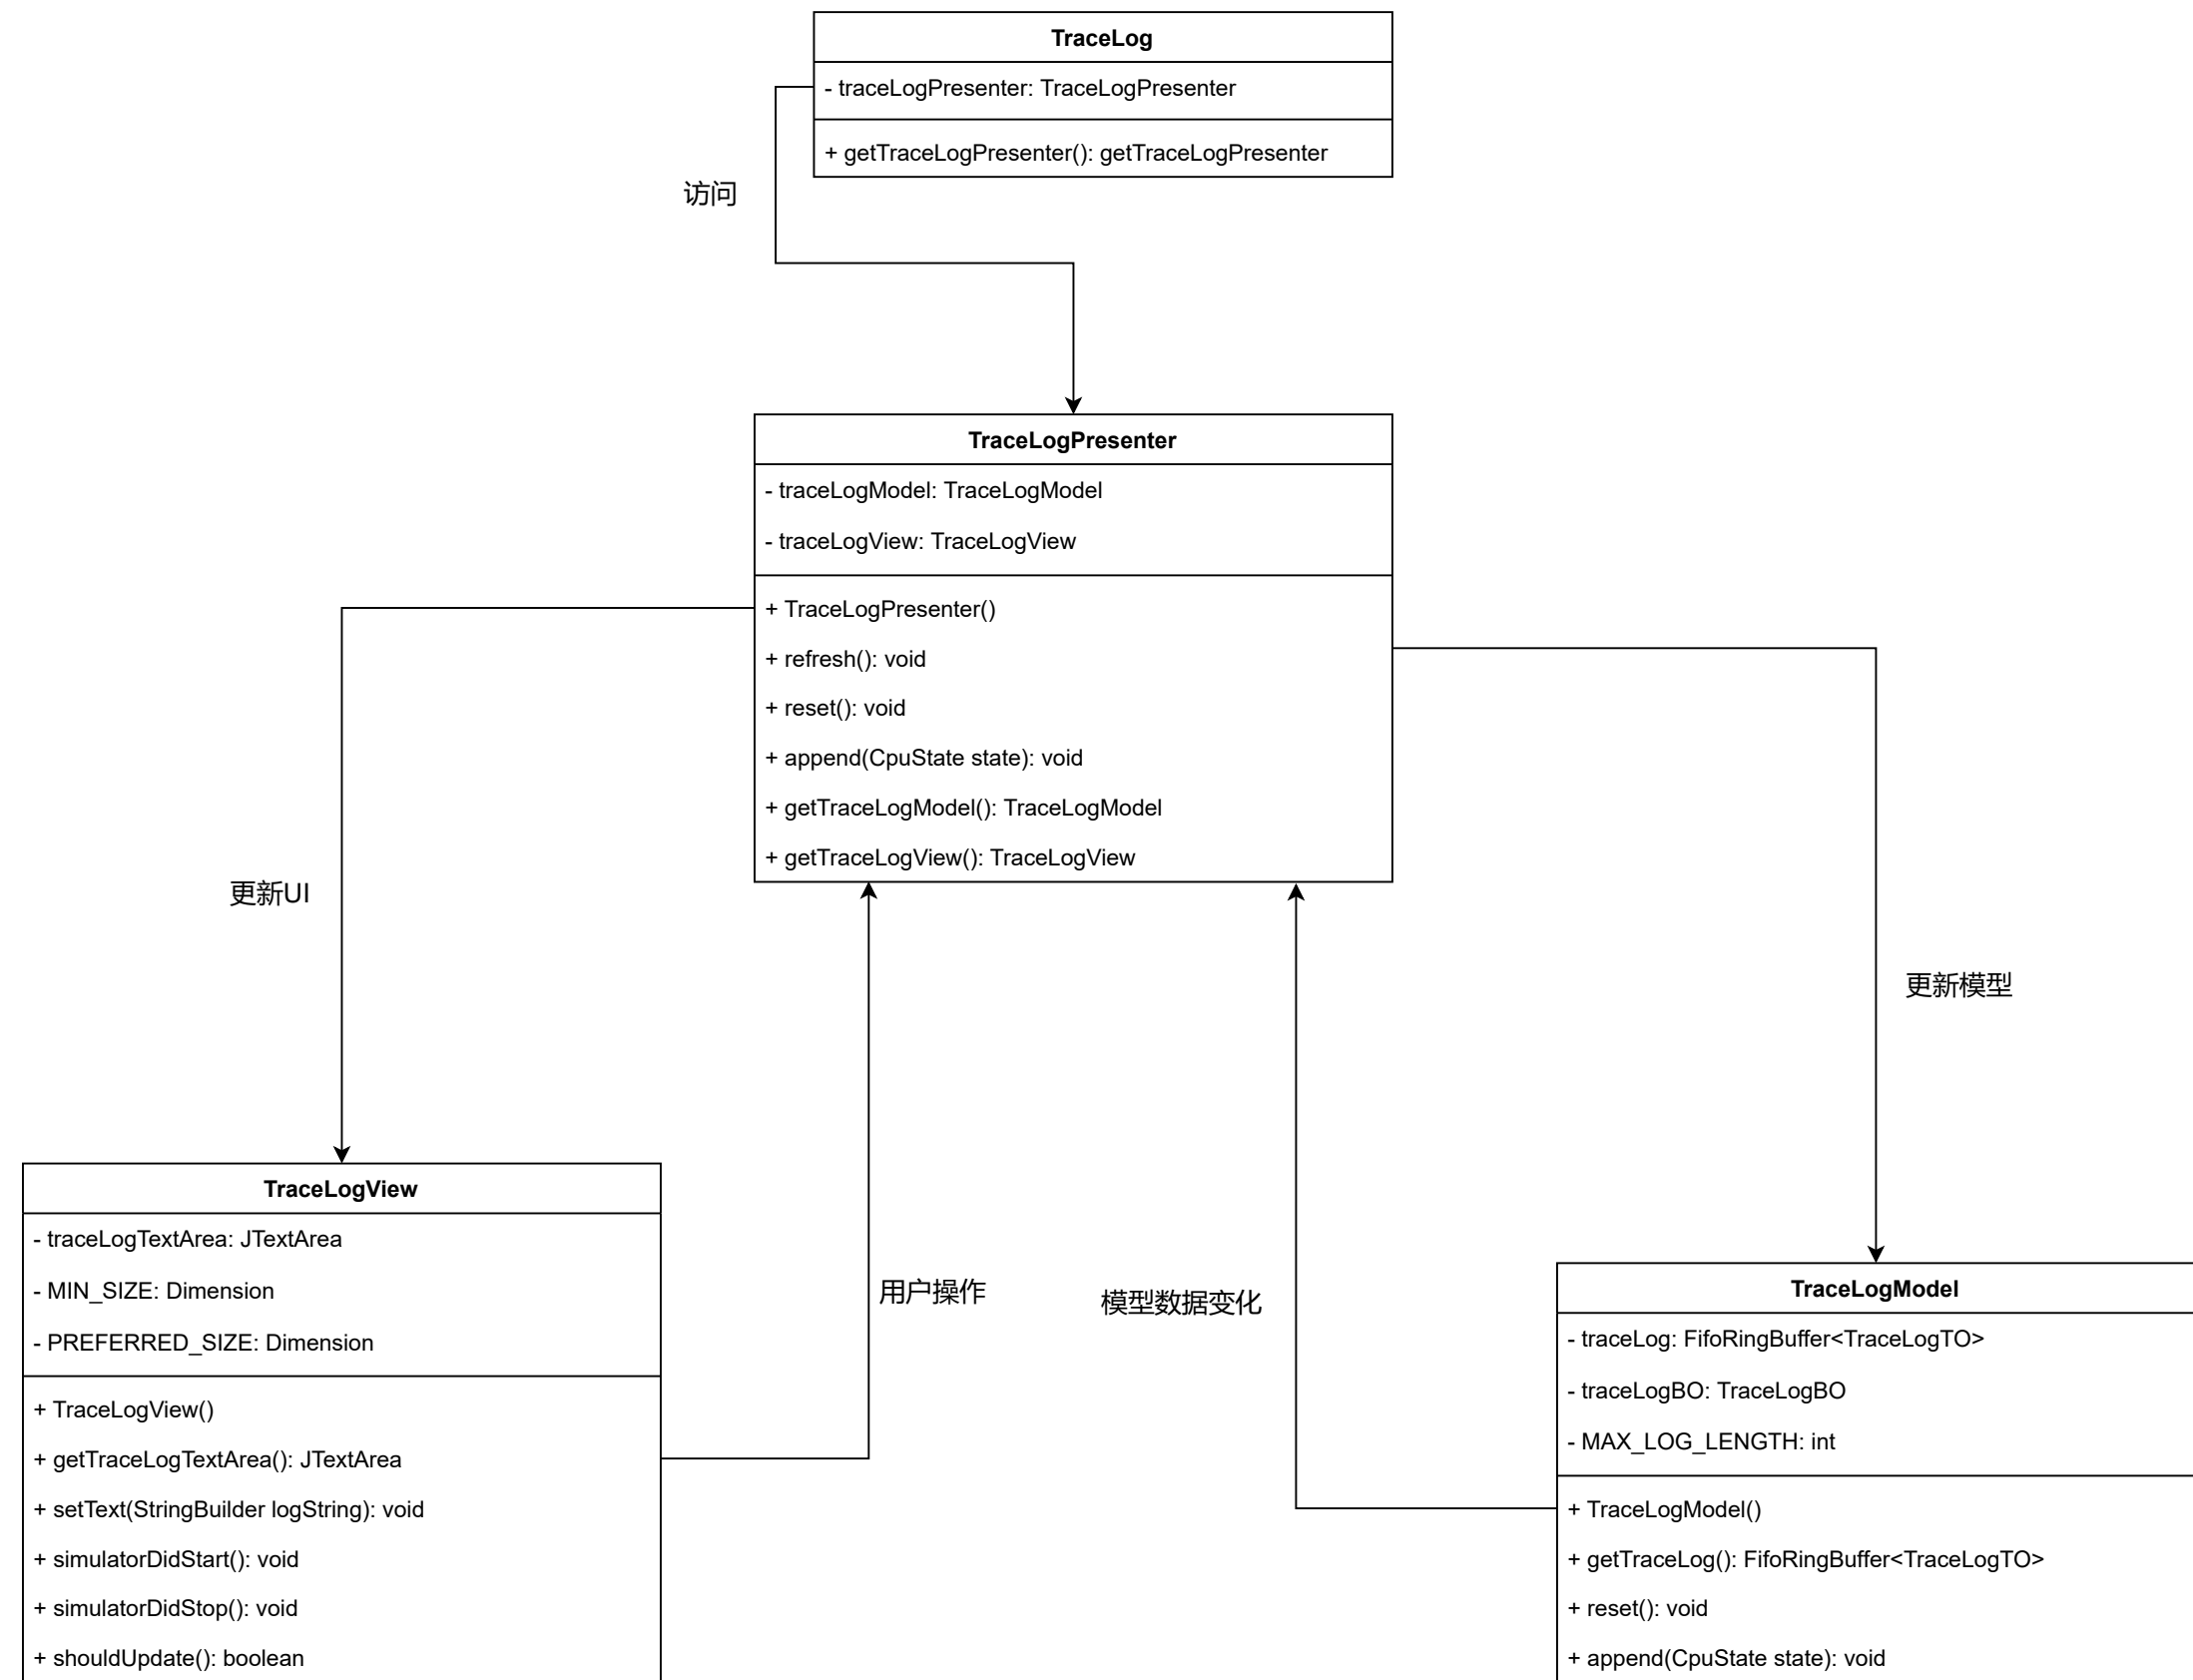 TraceLog
- traceLogPresenter: TraceLogPresenter
+ getTraceLogPresenter(): getTraceLogPresenter
访问
TraceLogPresenter
- traceLogModel: TraceLogModel
- traceLogView: TraceLogView
+ TraceLogPresenter()
+ refresh(): void
+ reset(): void
+ append(CpuState state): void
+ getTraceLogModel(): TraceLogModel
+ getTraceLogView(): TraceLogView
更新UI
更新模型
用户操作
模型数据变化
TraceLogView
- traceLogTextArea: JTextArea
- MIN_SIZE: Dimension
- PREFERRED_SIZE: Dimension
+ TraceLogView()
+ getTraceLogTextArea(): JTextArea
+ setText(StringBuilder logString): void
+ simulatorDidStart(): void
+ simulatorDidStop(): void
+ shouldUpdate(): boolean
TraceLogModel
- traceLog: FifoRingBuffer<TraceLogTO>
- traceLogBO: TraceLogBO
- MAX_LOG_LENGTH: int
+ TraceLogModel()
+ getTraceLog(): FifoRingBuffer<TraceLogTO>
+ reset(): void
+ append(CpuState state): void